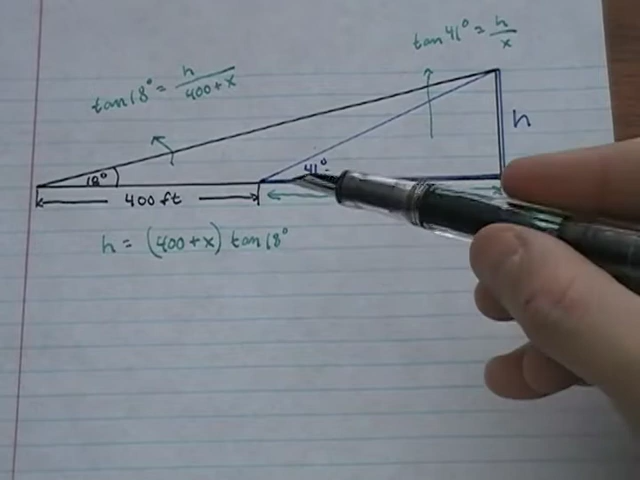 tan 41° = h/x
tan 18° = h/400+x
h
18°
41°
400 ft
h = (400+x) tan 18°